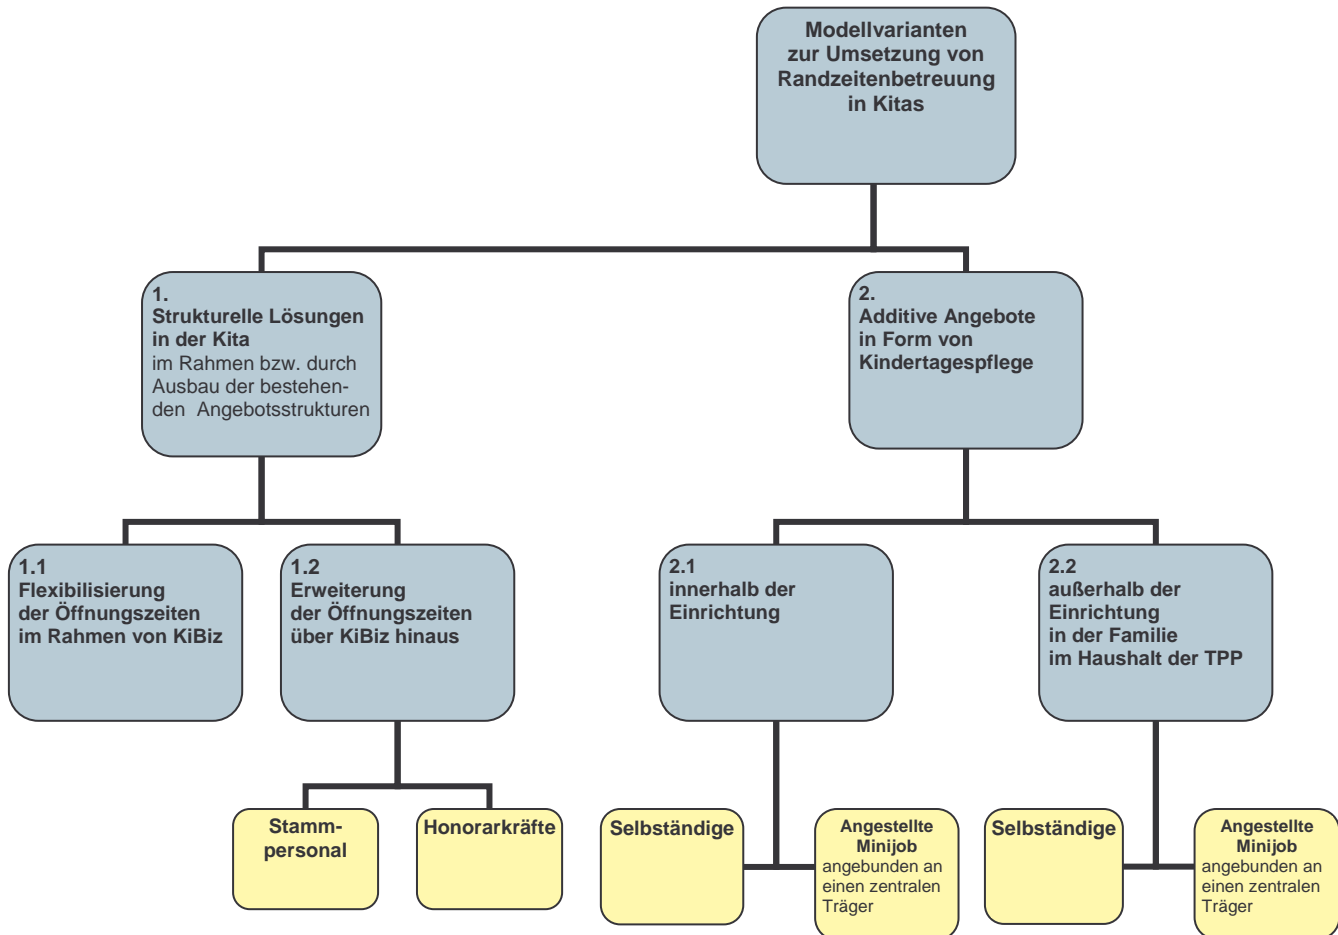 Modellvarianten
zur Umsetzung von
Randzeitenbetreuung
in Kitas
1.
Strukturelle Lösungen
in der Kita
im Rahmen bzw. durch
Ausbau der bestehen-
den Angebotsstrukturen
2.
Additive Angebote
in Form von
Kindertagespflege
1.1
Flexibilisierung
der Öffnungszeiten
im Rahmen von KiBiz
1.2
Erweiterung
der Öffnungszeiten
über KiBiz hinaus
2.1
innerhalb der
Einrichtung
2.2
außerhalb der
Einrichtung
in der Familie
im Haushalt der TPP
Stamm-
personal
Honorarkräfte
Selbständige
Angestellte
Minijob
angebunden an
einen zentralen
Träger
Selbständige
Angestellte
Minijob
angebunden an
einen zentralen
Träger